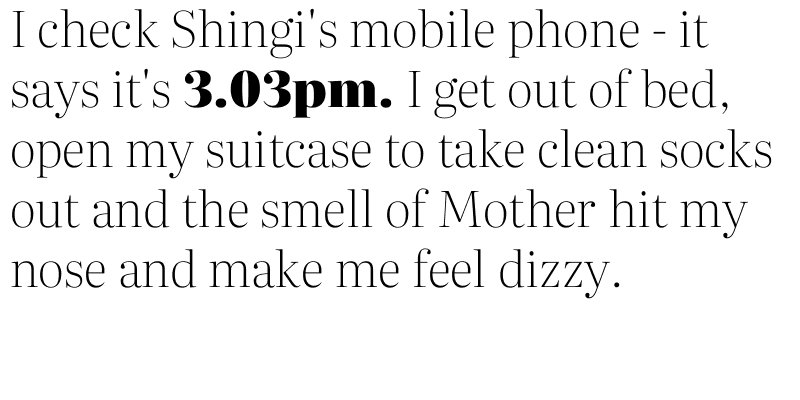 I check Shingi's mobile phone - it
says it's 3.03pm. I get out of bed,
open my suitcase to take clean socks
out and the smell of Mother hit my
nose and make me feel dizzy.